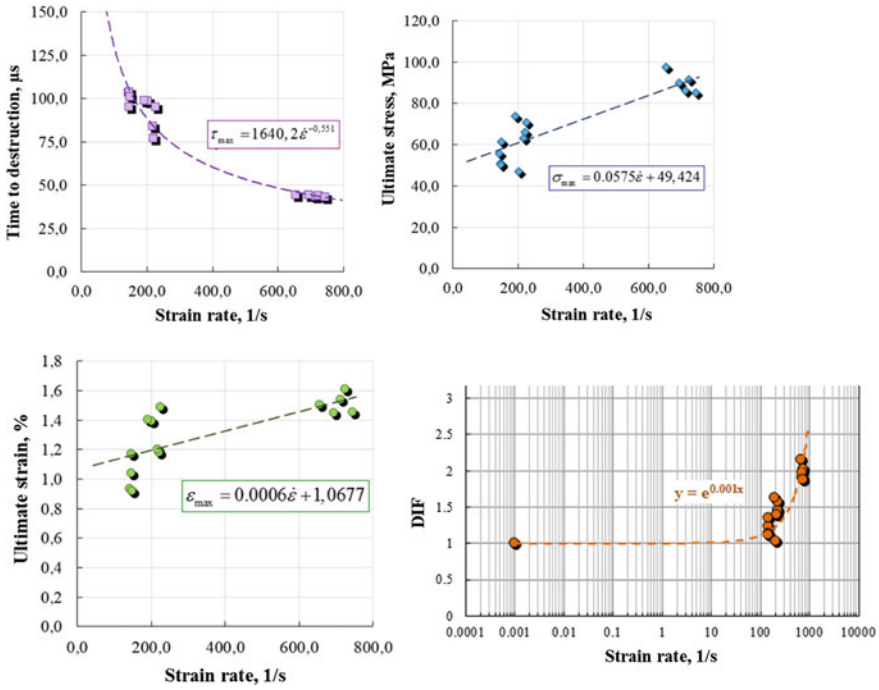 150,0
125,0
100,0
75,0
50,0
25,0
0,0
Time to destruction, μs
τmax = 1640,2ε̇^−0,551
0,0 200,0 400,0 600,0 800,0
Strain rate, 1/s
120,0
100,0
80,0
60,0
40,0
20,0
0,0
Ultimate stress, MPa
σmax = 0.0575ε̇ + 49,424
0,0 200,0 400,0 600,0 800,0
Strain rate, 1/s
1,8
1,6
1,4
1,2
1,0
0,8
0,6
0,4
0,2
0,0
Ultimate strain, %
εmax = 0.0006ε̇ + 1,0677
0,0 200,0 400,0 600,0 800,0
Strain rate, 1/s
3
2.5
2
1.5
1
0.5
0
DIF
y = e^0.001x
0.0001 0.001 0.01 0.1 1 10 100 1000 10000
Strain rate, 1/s